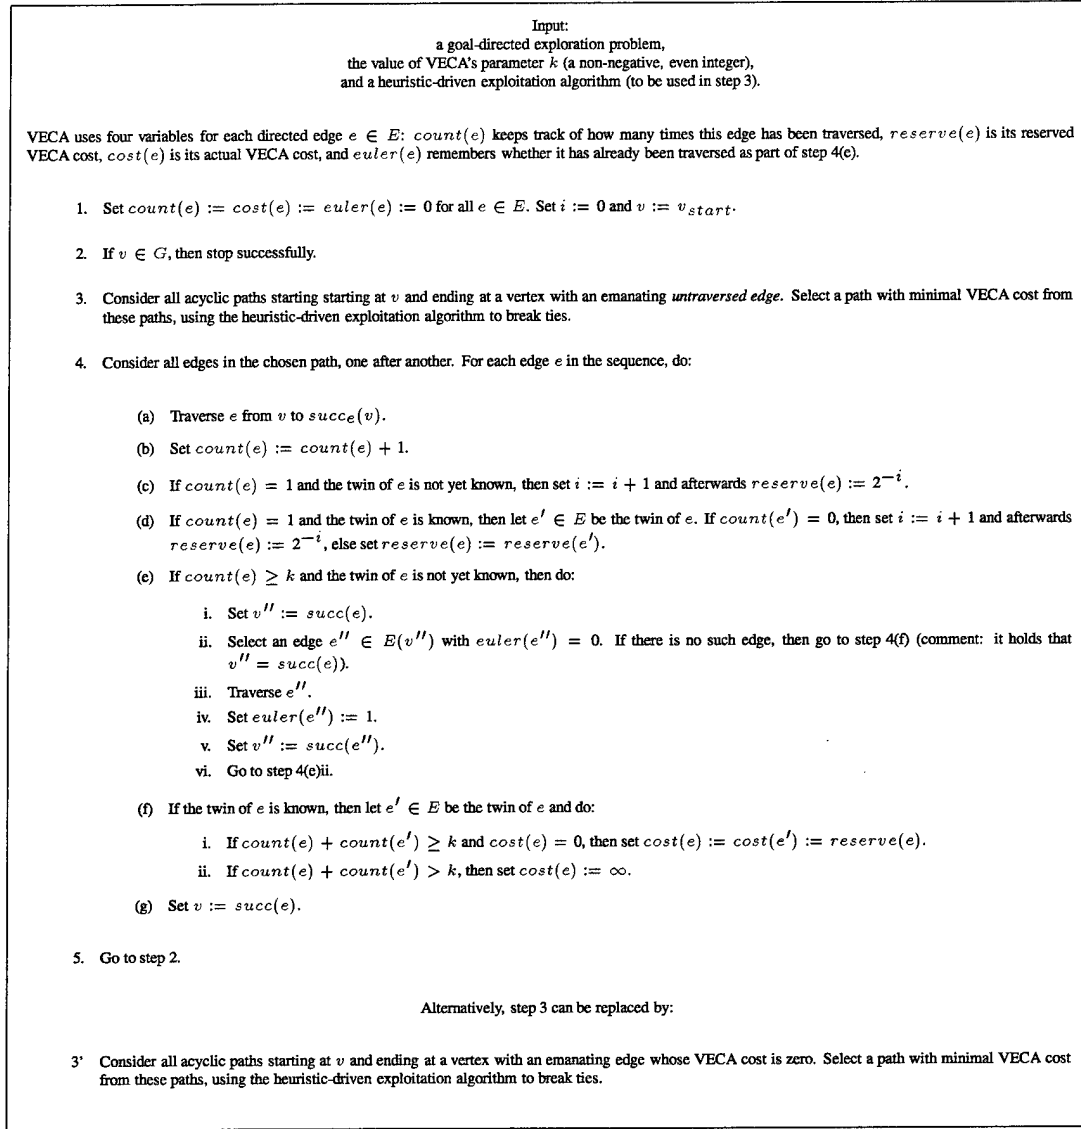 Input:
a goal-directed exploration problem,
the value of VECA's parameter k (a non-negative, even integer),
and a heuristic-driven exploitation algorithm (to be used in step 3).
VECA uses four variables for each directed edge e ∈ E: count(e) keeps track of how many times this edge has been traversed, reserve(e) is its reserved
VECA cost, cost(e) is its actual VECA cost, and euler(e) remembers whether it has already been traversed as part of step 4(e).
1. Set count(e) := cost(e) := euler(e) := 0 for all e ∈ E. Set i := 0 and v := v_start.
2. If v ∈ G, then stop successfully.
3. Consider all acyclic paths starting starting at v and ending at a vertex with an emanating untraversed edge. Select a path with minimal VECA cost from
these paths, using the heuristic-driven exploitation algorithm to break ties.
4. Consider all edges in the chosen path, one after another. For each edge e in the sequence, do:
(a) Traverse e from v to succ_e(v).
(b) Set count(e) := count(e) + 1.
(c) If count(e) = 1 and the twin of e is not yet known, then set i := i + 1 and afterwards reserve(e) := 2^{-i}.
(d) If count(e) = 1 and the twin of e is known, then let e′ ∈ E be the twin of e. If count(e′) = 0, then set i := i + 1 and afterwards
reserve(e) := 2^{-i}, else set reserve(e) := reserve(e′).
(e) If count(e) ≥ k and the twin of e is not yet known, then do:
i. Set v″ := succ(e).
ii. Select an edge e″ ∈ E(v″) with euler(e″) = 0. If there is no such edge, then go to step 4(f) (comment: it holds that
v″ = succ(e)).
iii. Traverse e″.
iv. Set euler(e″) := 1.
v. Set v″ := succ(e″).
vi. Go to step 4(e)ii.
(f) If the twin of e is known, then let e′ ∈ E be the twin of e and do:
i. If count(e) + count(e′) ≥ k and cost(e) = 0, then set cost(e) := cost(e′) := reserve(e).
ii. If count(e) + count(e′) > k, then set cost(e) := ∞.
(g) Set v := succ(e).
5. Go to step 2.
Alternatively, step 3 can be replaced by:
3' Consider all acyclic paths starting at v and ending at a vertex with an emanating edge whose VECA cost is zero. Select a path with minimal VECA cost
from these paths, using the heuristic-driven exploitation algorithm to break ties.